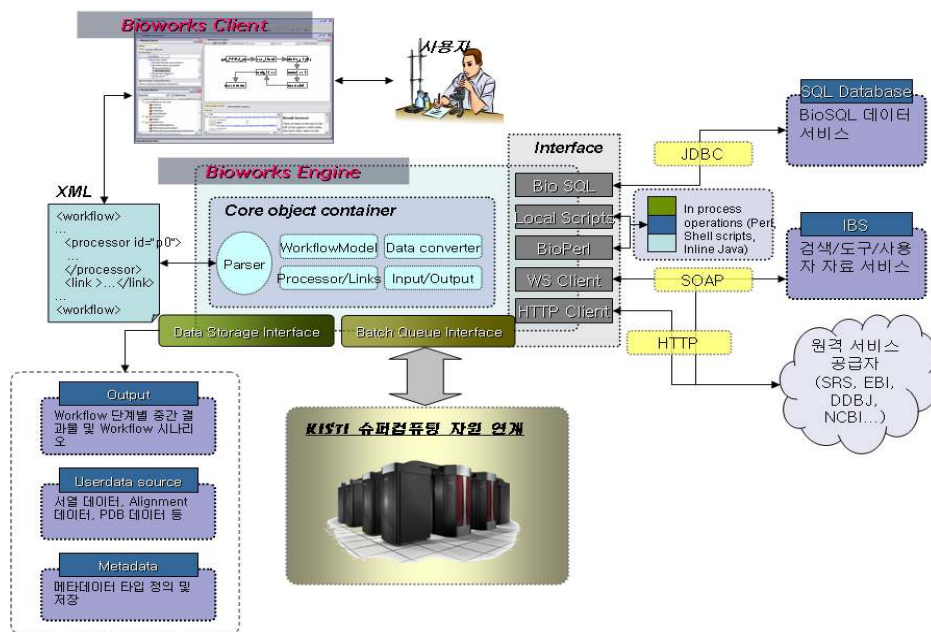 Bioworks Client
사용자
SQL Database
BioSQL 데이터
서비스
Interface
JDBC
Bioworks Engine
XML
<workflow>
...
<processor id="p0">
...
</processor>
<link >...</link>
...
<workflow>
Core object container
Parser
WorkflowModel
Data converter
Processor/Links
Input/Output
Bio SQL
Local Scripts
BioPerl
WS Client
HTTP Client
In process
operations (Perl,
Shell scripts,
Inline Java)
IBS
검색/도구/사용
자 자료 서비스
SOAP
HTTP
Data Storage Interface
Batch Queue Interface
원격 서비스
공급자
(SRS, EBI,
DDBJ,
NCBI...)
Output
Workflow 단계별 중간 결
과물 및 Workflow 시나리
오
Userdata source
서열 데이터, Alignment
데이터, PDB 데이터 등
Metadata
메타데이터 타입 정의 및
저장
KISTI 슈퍼컴퓨팅 자원 연계